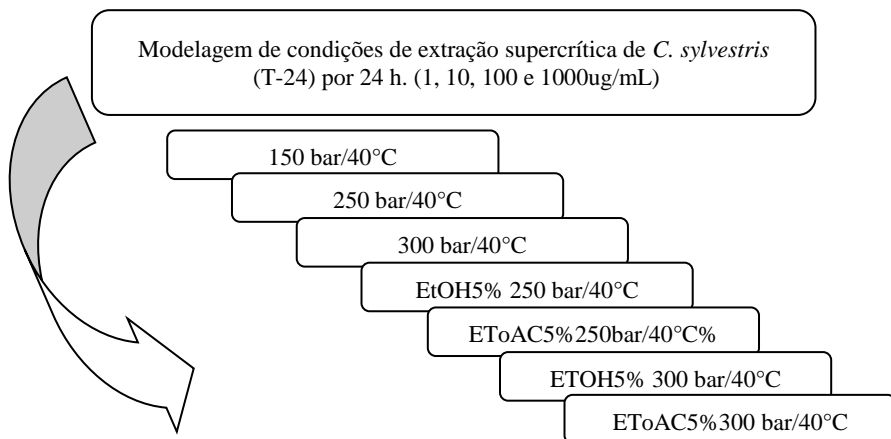 Modelagem de condições de extração supercrítica de C. sylvestris
(T-24) por 24 h. (1, 10, 100 e 1000ug/mL)
150 bar/40°C
250 bar/40°C
300 bar/40°C
EtOH5% 250 bar/40°C
EToAC5%250bar/40°C%
ETOH5% 300 bar/40°C
EToAC5%300 bar/40°C